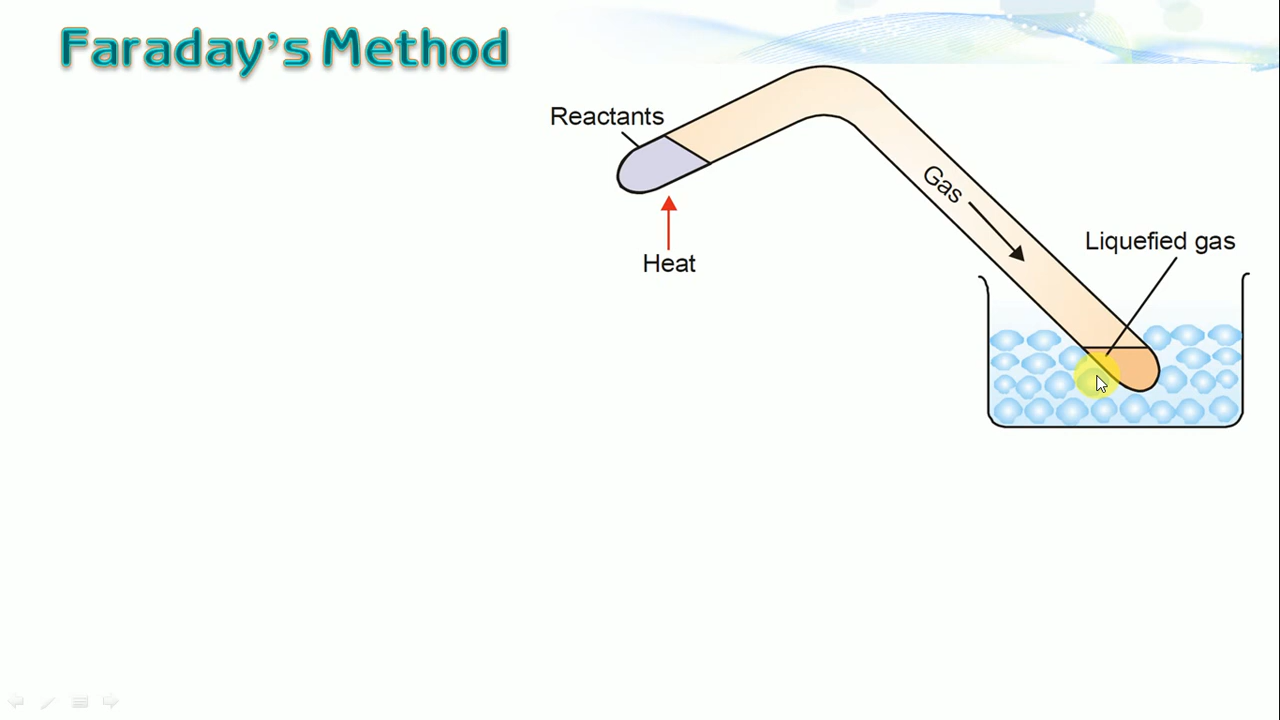 Faraday's Method
Reactants
Gas
Liquefied gas
Heat